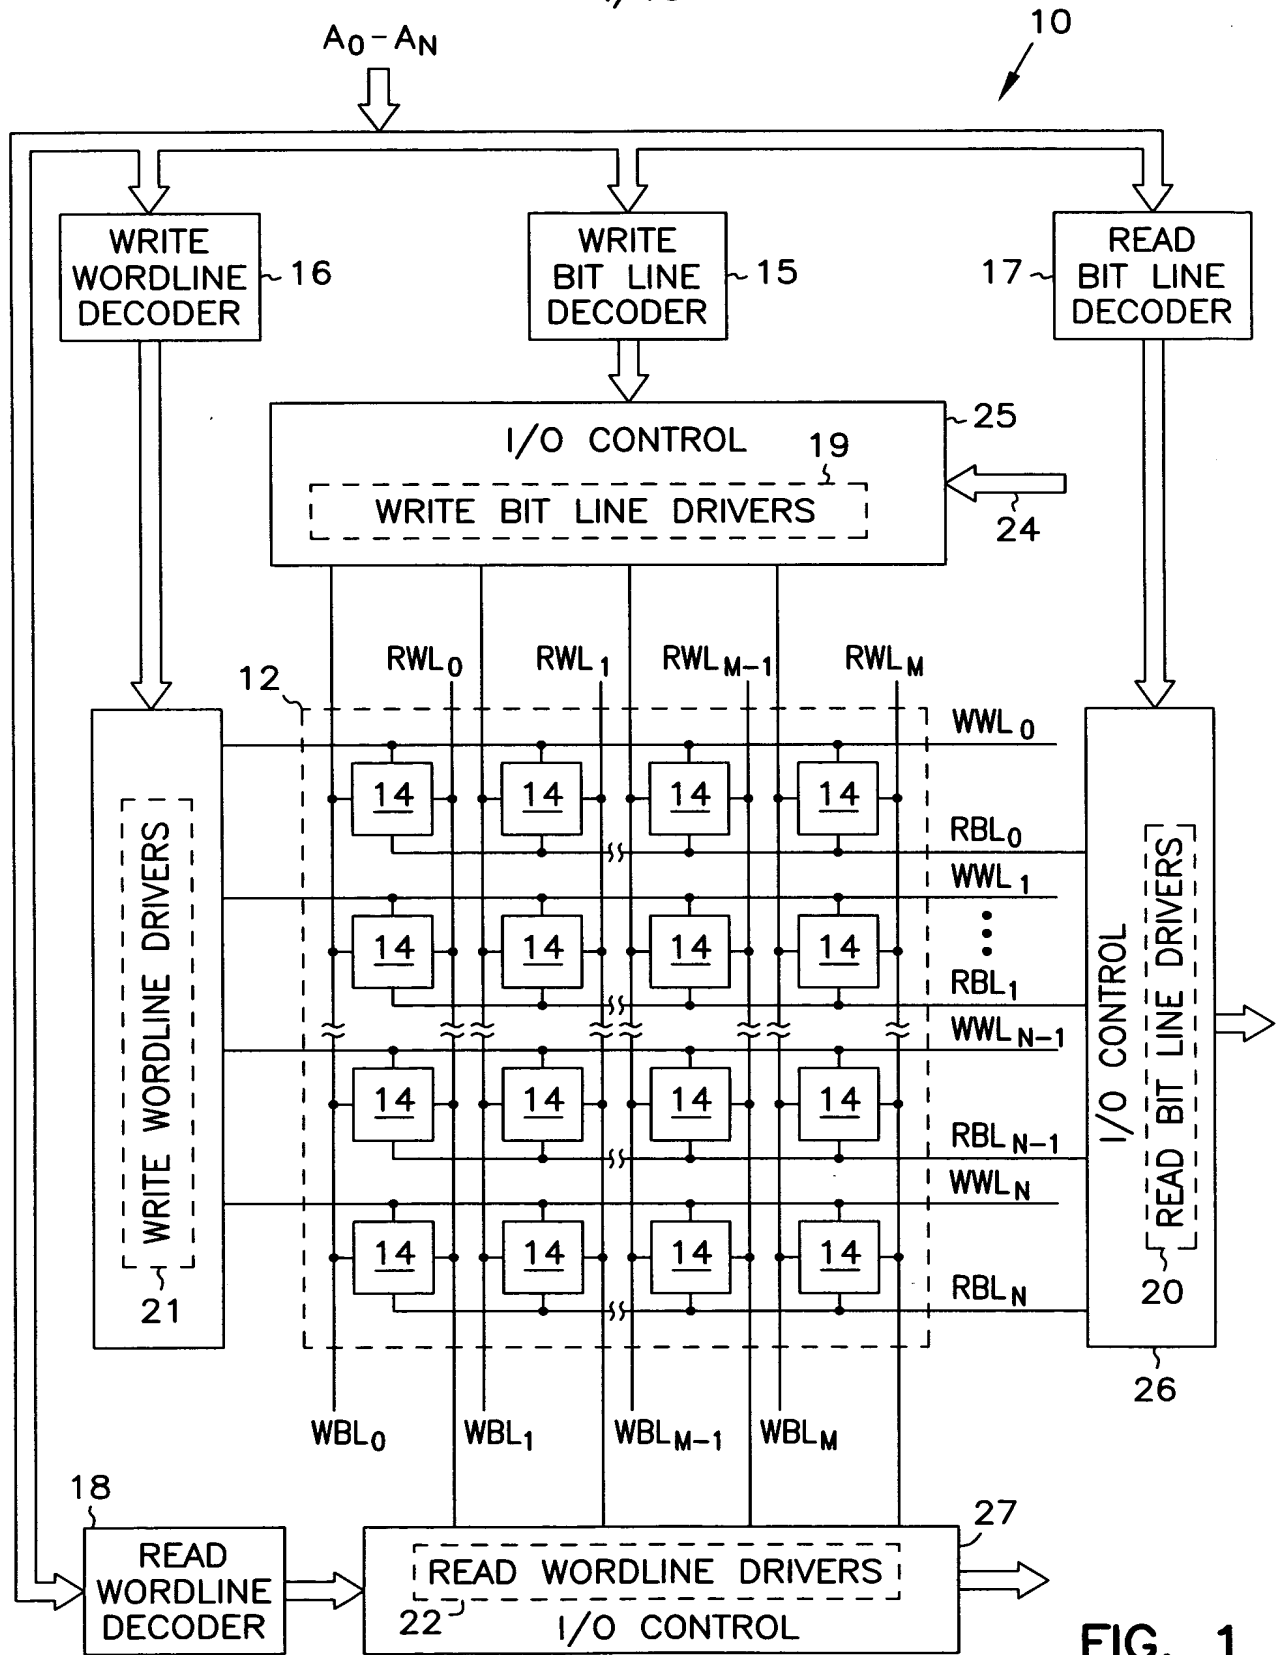 A0-AN
10
WRITE
WORDLINE
DECODER
16
WRITE
BIT LINE
DECODER
15
17
READ
BIT LINE
DECODER
I/O CONTROL
25
19
WRITE BIT LINE DRIVERS
24
12
RWL0
RWL1
RWLM-1
RWLM
WWL0
14 14 14 14
RBL0
WWL1
14 14 14 14
RBL1
WWLN-1
14 14 14 14
RBLN-1
WWLN
14 14 14 14
RBLN
WRITE WORDLINE DRIVERS
21
I/O CONTROL
READ BIT LINE DRIVERS
20
26
WBL0
WBL1
WBLM-1
WBLM
18
READ
WORDLINE
DECODER
27
READ WORDLINE DRIVERS
22
I/O CONTROL
FIG. 1